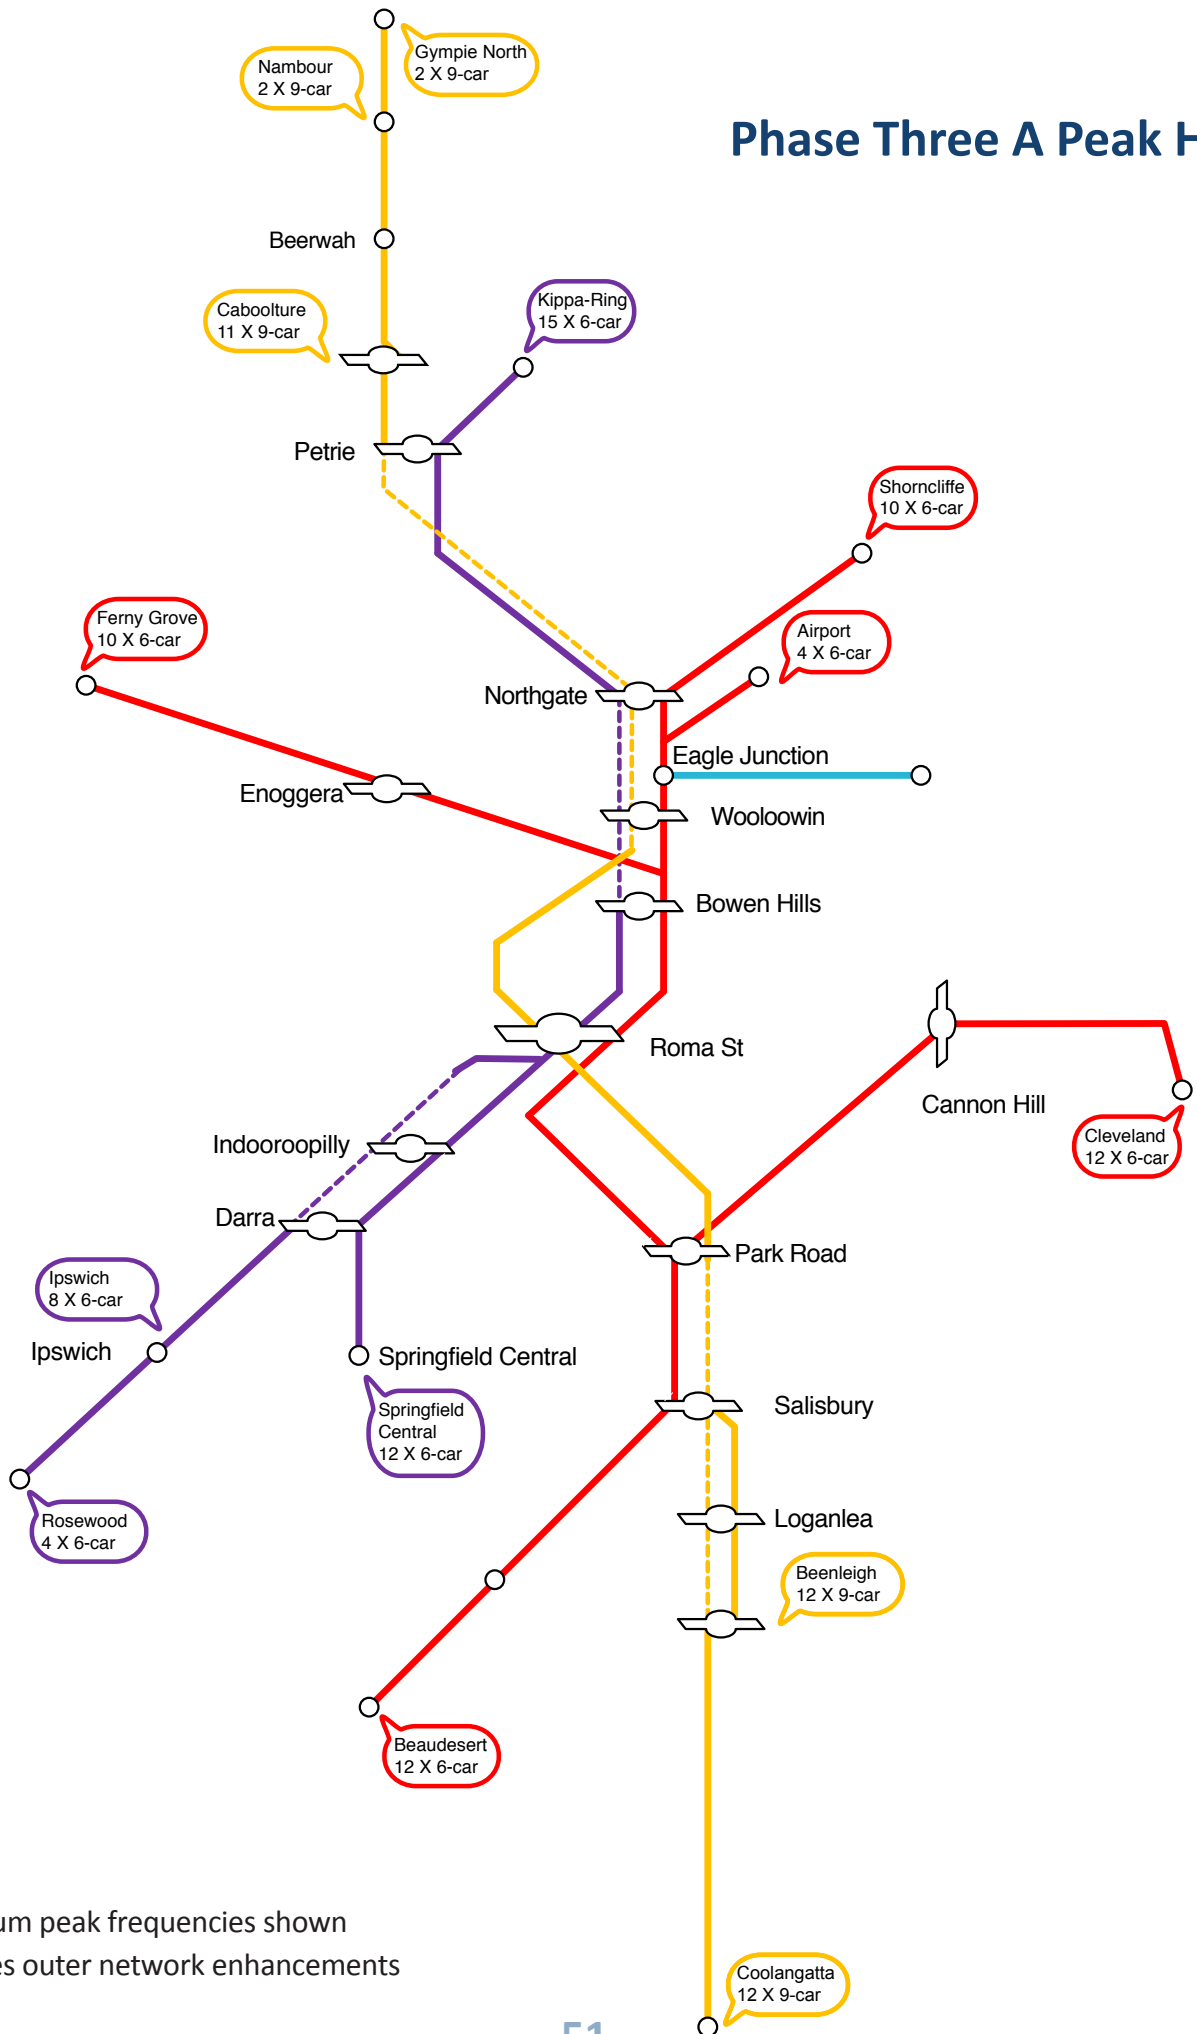 Gympie North
2 X 9-car
Nambour
2 X 9-car
Phase Three A Peak H
Beerwah
Caboolture
11 X 9-car
Kippa-Ring
15 X 6-car
Petrie
Shorncliffe
10 X 6-car
Ferny Grove
10 X 6-car
Airport
4 X 6-car
Northgate
Eagle Junction
Enoggera
Wooloowin
Bowen Hills
Roma St
Cannon Hill
Cleveland
12 X 6-car
Indooroopilly
Darra
Park Road
Ipswich
8 X 6-car
Ipswich
Springfield Central
Springfield
Central
12 X 6-car
Salisbury
Rosewood
4 X 6-car
Loganlea
Beenleigh
12 X 9-car
Beaudesert
12 X 6-car
um peak frequencies shown
es outer network enhancements
Coolangatta
12 X 9-car
51